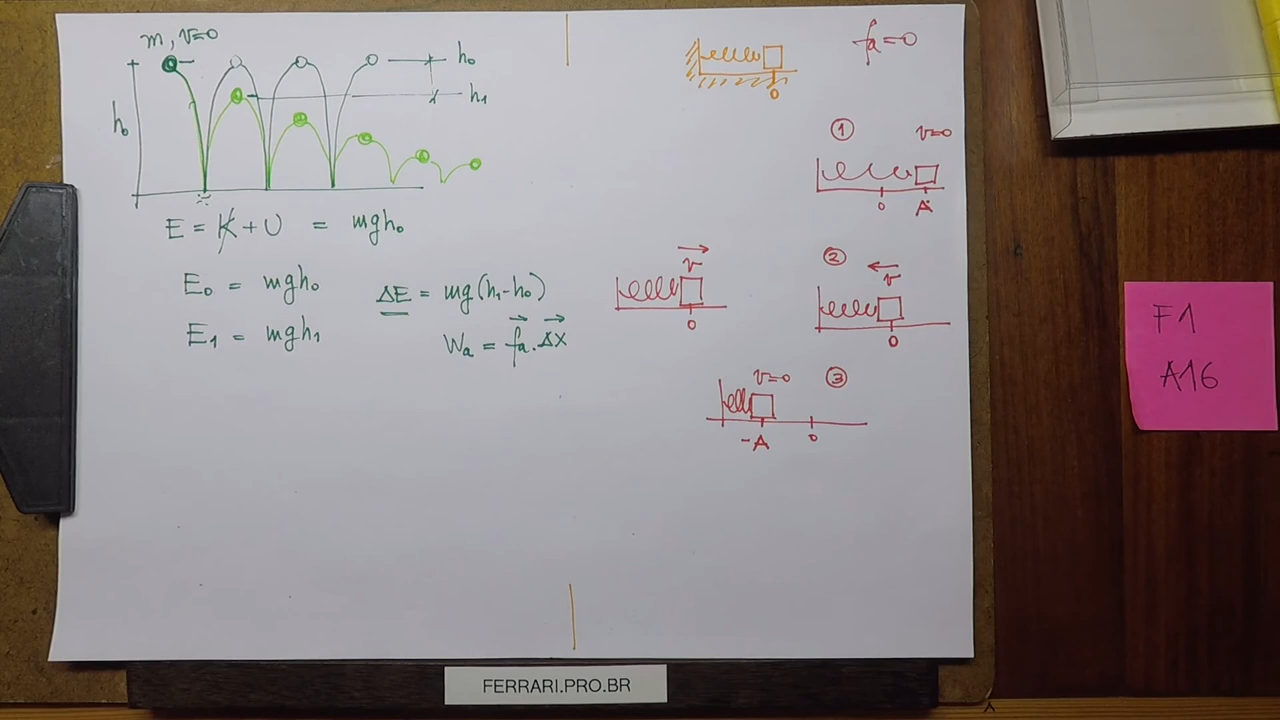 m, v=0
h₀
h₁
h₀
E = K + U = mgh₀
E₀ = mgh₀
ΔE = mg(h₁-h₀)
E₁ = mgh₁
Wₐ = fₐ . Δx
0
fa=0
① v=0
0 A
v
0
② v
0
v=0 ③
-A 0
F1
A16
FERRARI.PRO.BR